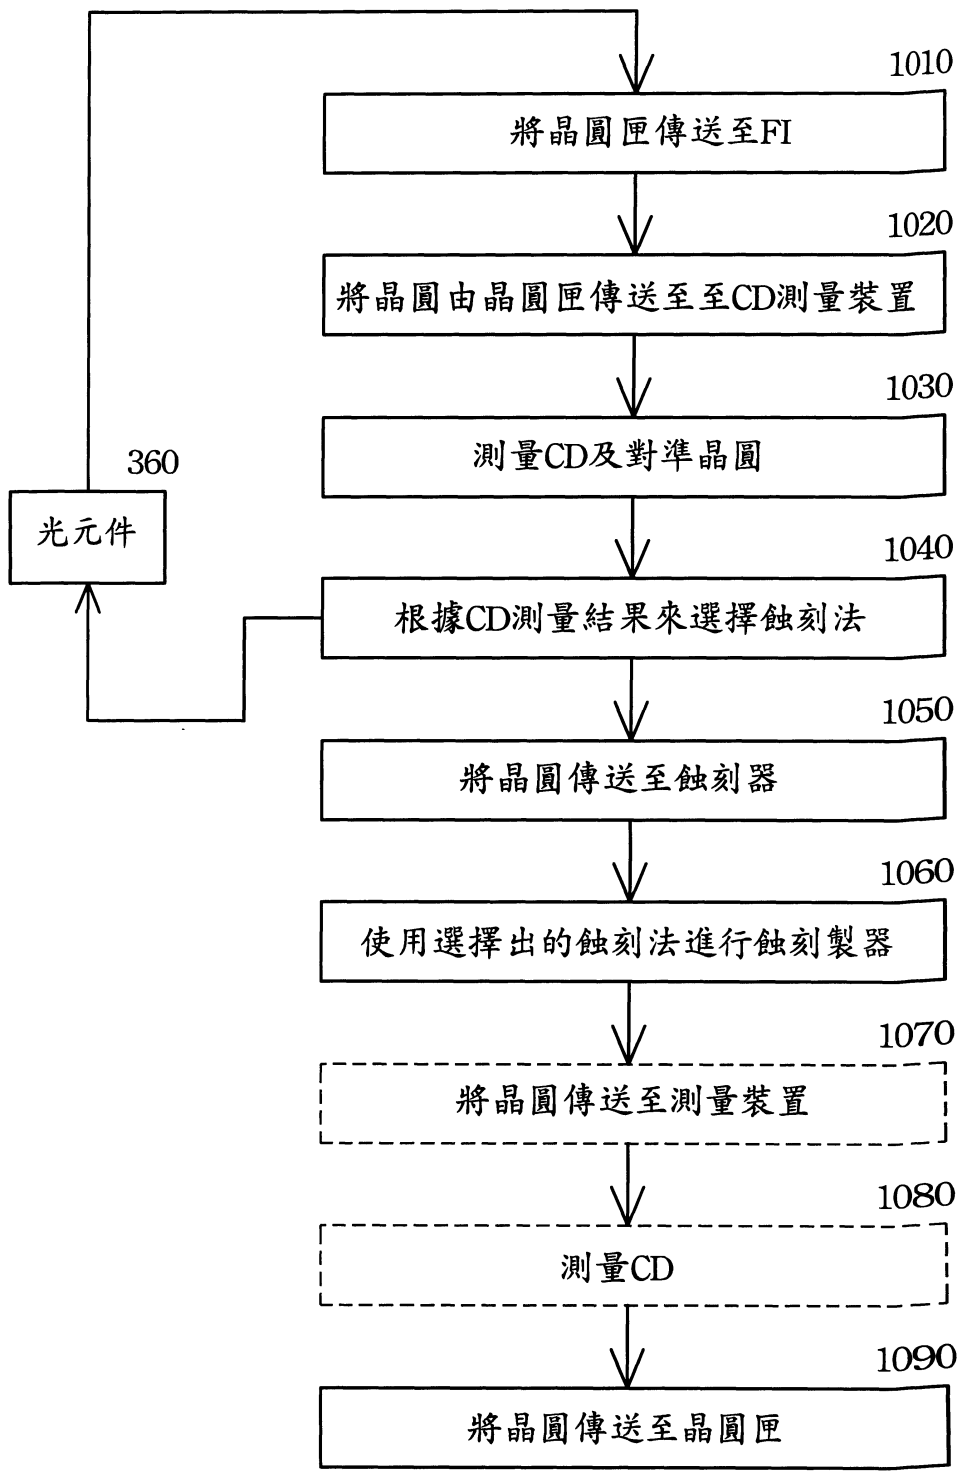 1010
將晶圓匣傳送至FI
1020
將晶圓由晶圓匣傳送至至CD測量裝置
1030
測量CD及對準晶圓
360
光元件
1040
根據CD測量結果來選擇蝕刻法
1050
將晶圓傳送至蝕刻器
1060
使用選擇出的蝕刻法進行蝕刻製器
1070
將晶圓傳送至測量裝置
1080
測量CD
1090
將晶圓傳送至晶圓匣